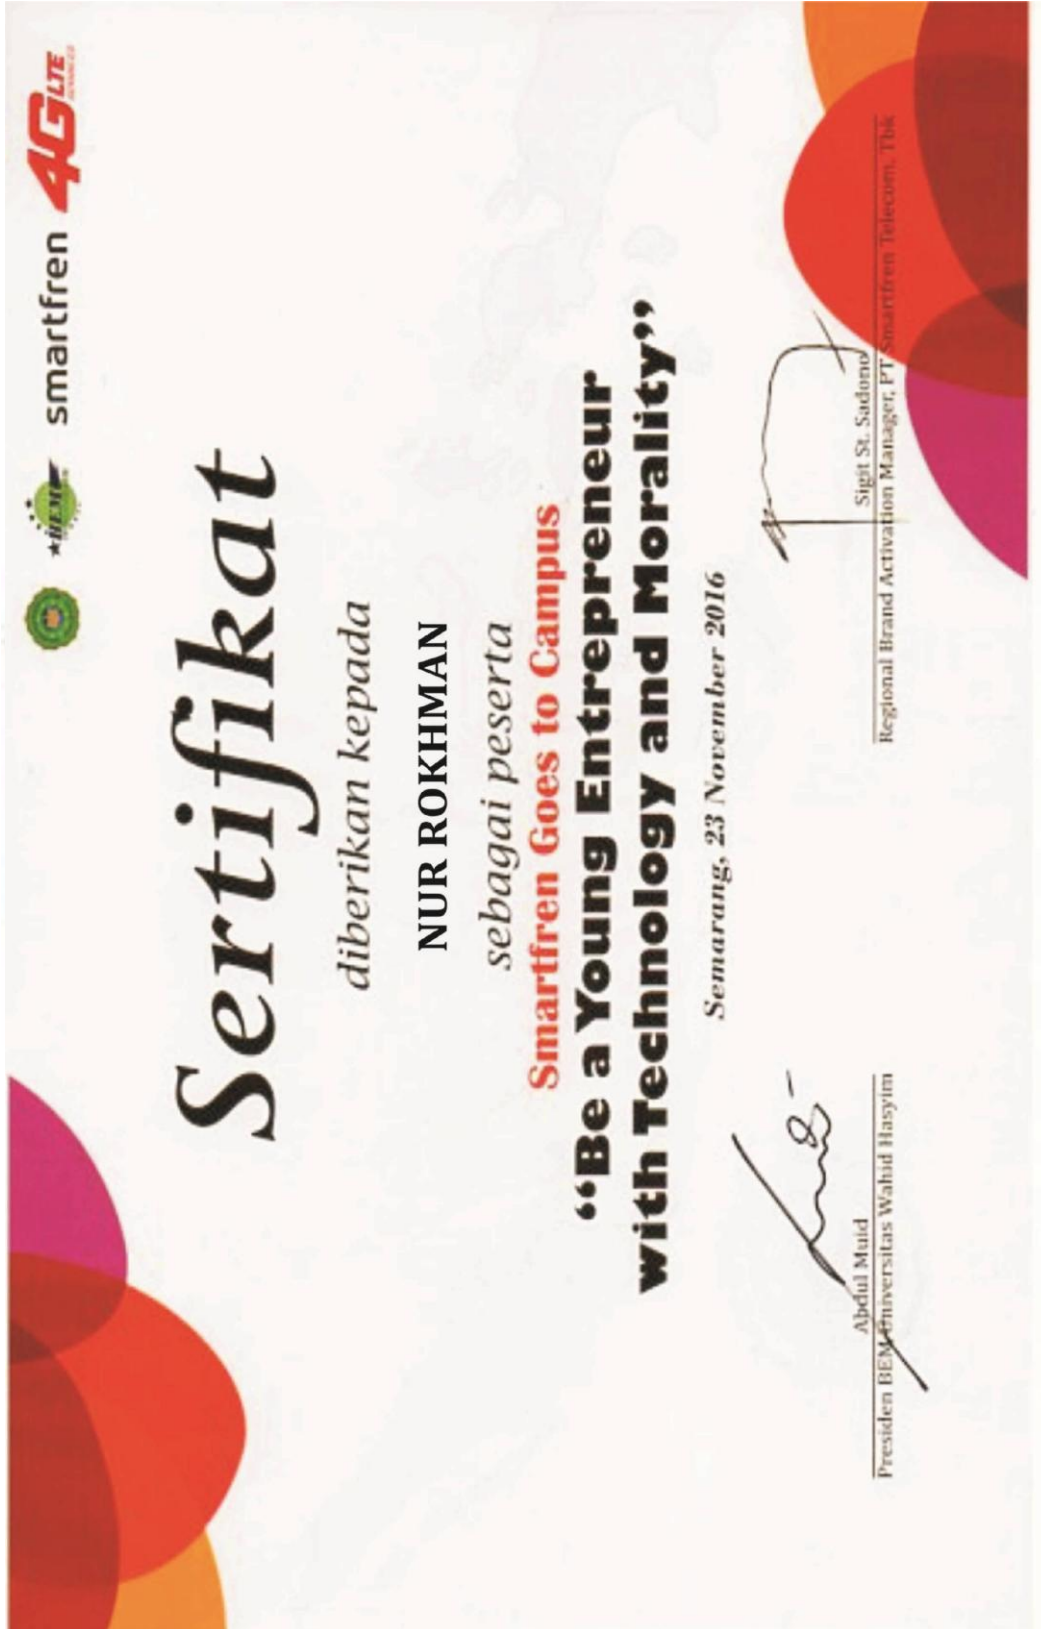 BEM
smartfren 4G LTE
Sertifikat
diberikan kepada
NUR ROKHMAN
sebagai peserta
Smartfren Goes to Campus
“Be a Young Entrepreneur
with Technology and Morality”
Semarang, 23 November 2016
Abdul Muid
Presiden BEM Universitas Wahid Hasyim
Sigit St. Sadono
Regional Brand Activation Manager, PT Smartfren Telecom, Tbk